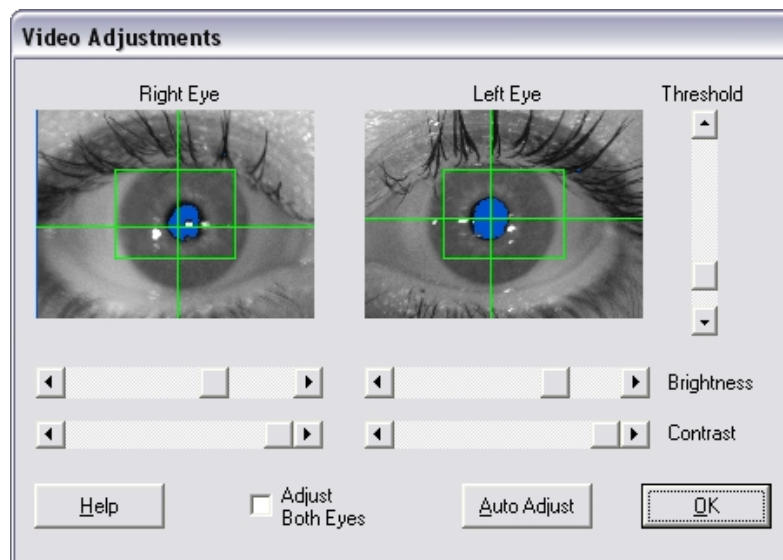 Video Adjustments
Right Eye
Left Eye
Threshold
Brightness
Contrast
Help
Adjust
Both Eyes
Auto Adjust
OK